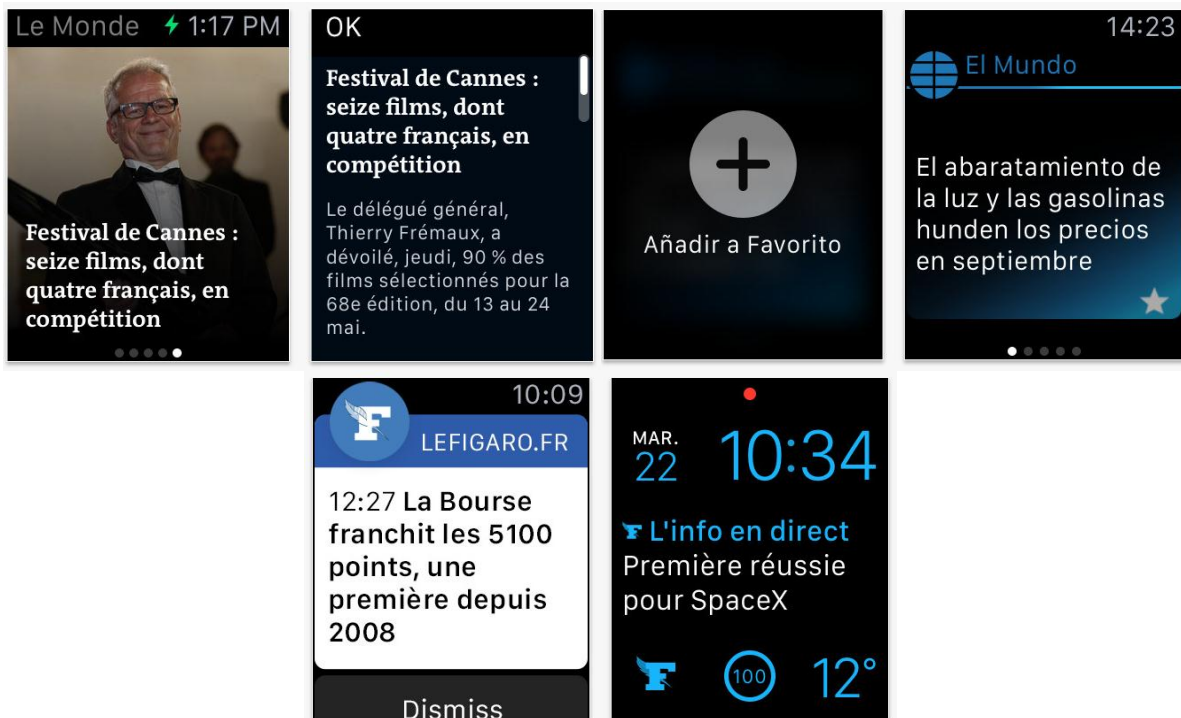 Le Monde 1:17 PM
Festival de Cannes :
seize films, dont
quatre français, en
compétition
OK
Festival de Cannes :
seize films, dont
quatre français, en
compétition
Le délégué général,
Thierry Frémaux, a
dévoilé, jeudi, 90 % des
films sélectionnés pour la
68e édition, du 13 au 24
mai.
Añadir a Favorito
14:23
El Mundo
El abaratamiento de
la luz y las gasolinas
hunden los precios
en septiembre
10:09
F
LEFIGARO.FR
12:27 La Bourse
franchit les 5100
points, une
première depuis
2008
Dismiss
MAR.
22 10:34
F L'info en direct
Première réussie
pour SpaceX
F 100 12°